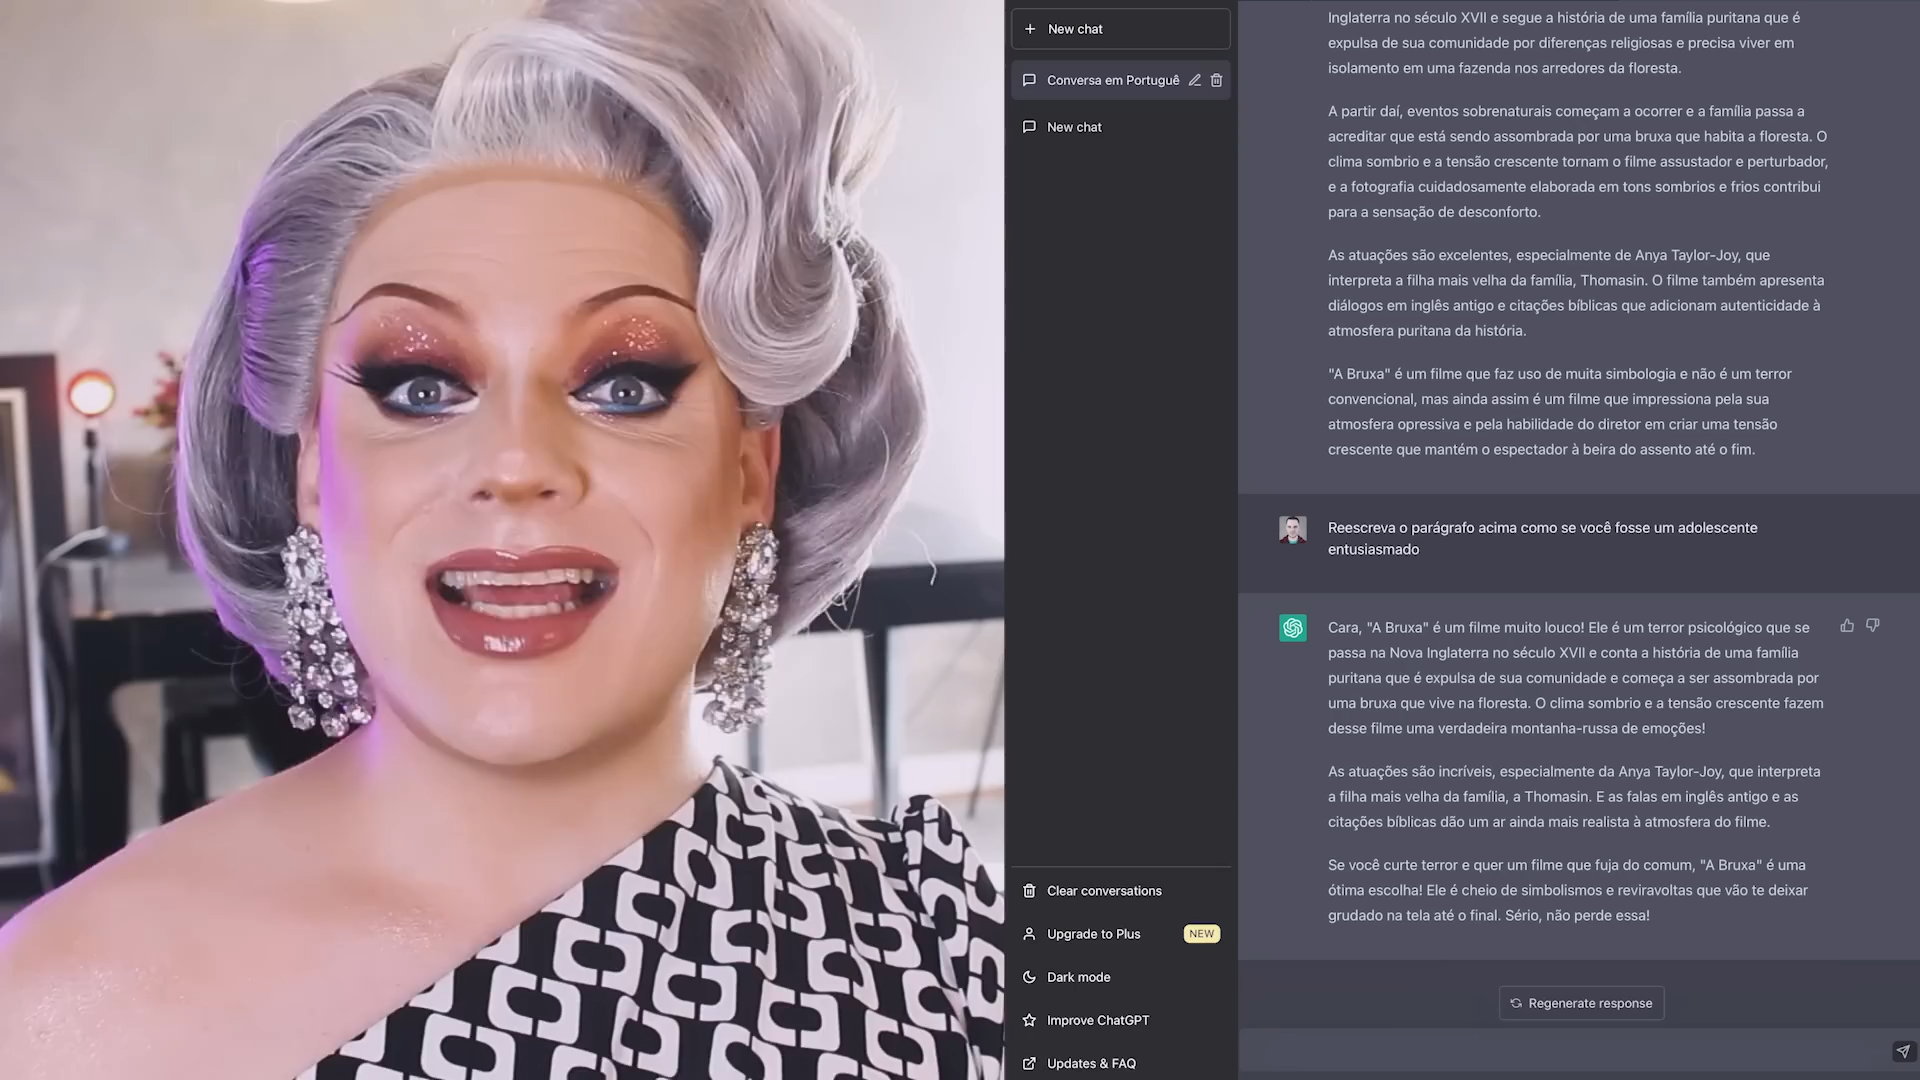 New chat
Conversa em Portuguê
New chat
Clear conversations
Upgrade to Plus
NEW
Dark mode
Improve ChatGPT
Updates & FAQ
Inglaterra no século XVII e segue a história de uma família puritana que é
expulsa de sua comunidade por diferenças religiosas e precisa viver em
isolamento em uma fazenda nos arredores da floresta.
A partir daí, eventos sobrenaturais começam a ocorrer e a família passa a
acreditar que está sendo assombrada por uma bruxa que habita a floresta. O
clima sombrio e a tensão crescente tornam o filme assustador e perturbador,
e a fotografia cuidadosamente elaborada em tons sombrios e frios contribui
para a sensação de desconforto.
As atuações são excelentes, especialmente de Anya Taylor-Joy, que
interpreta a filha mais velha da família, Thomasin. O filme também apresenta
diálogos em inglês antigo e citações bíblicas que adicionam autenticidade à
atmosfera puritana da história.
"A Bruxa" é um filme que faz uso de muita simbologia e não é um terror
convencional, mas ainda assim é um filme que impressiona pela sua
atmosfera opressiva e pela habilidade do diretor em criar uma tensão
crescente que mantém o espectador à beira do assento até o fim.
Reescreva o parágrafo acima como se você fosse um adolescente
entusiasmado
Cara, "A Bruxa" é um filme muito louco! Ele é um terror psicológico que se
passa na Nova Inglaterra no século XVII e conta a história de uma família
puritana que é expulsa de sua comunidade e começa a ser assombrada por
uma bruxa que vive na floresta. O clima sombrio e a tensão crescente fazem
desse filme uma verdadeira montanha-russa de emoções!
As atuações são incríveis, especialmente da Anya Taylor-Joy, que interpreta
a filha mais velha da família, a Thomasin. E as falas em inglês antigo e as
citações bíblicas dão um ar ainda mais realista à atmosfera do filme.
Se você curte terror e quer um filme que fuja do comum, "A Bruxa" é uma
ótima escolha! Ele é cheio de simbolismos e reviravoltas que vão te deixar
grudado na tela até o final. Sério, não perde essa!
Regenerate response